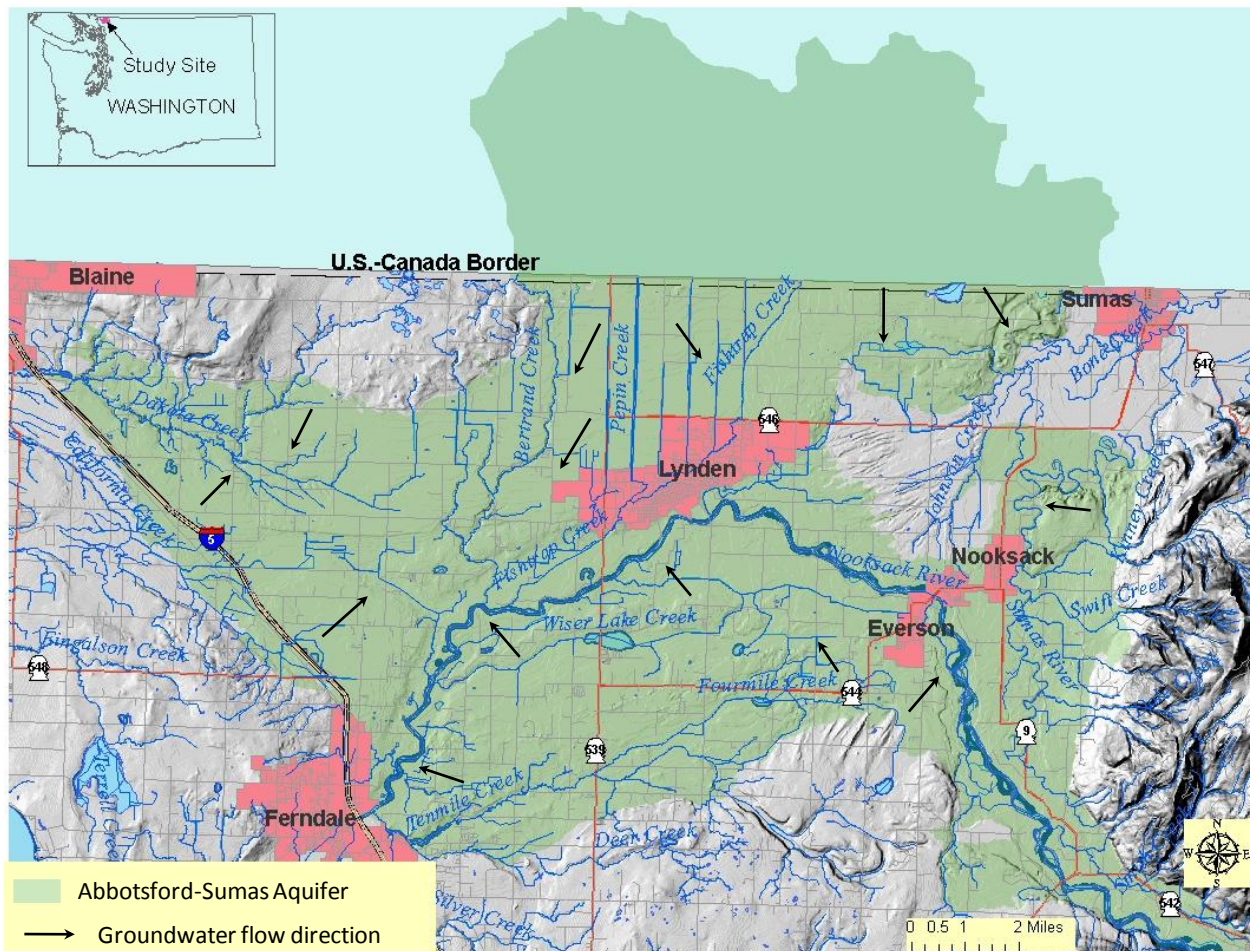 Study Site
WASHINGTON
U.S.-Canada Border
Blaine
Sumas
Bone Creek
547
Bertrand Creek
Pepin Creek
Fishtrap Creek
546
Dakota Creek
California Creek
Lynden
Johnson Creek
5
Fishtrap Creek
Nooksack River
Nooksack
Swift Creek
Wiser Lake Creek
Everson
Sumas River
Fingalson Creek
548
Fourmile Creek
544
539
9
Terrell Creek
Tenmile Creek
Ferndale
Deer Creek
N
W E
S
Abbotsford-Sumas Aquifer
Silver Creek
542
Groundwater flow direction
0 0.5 1 2 Miles